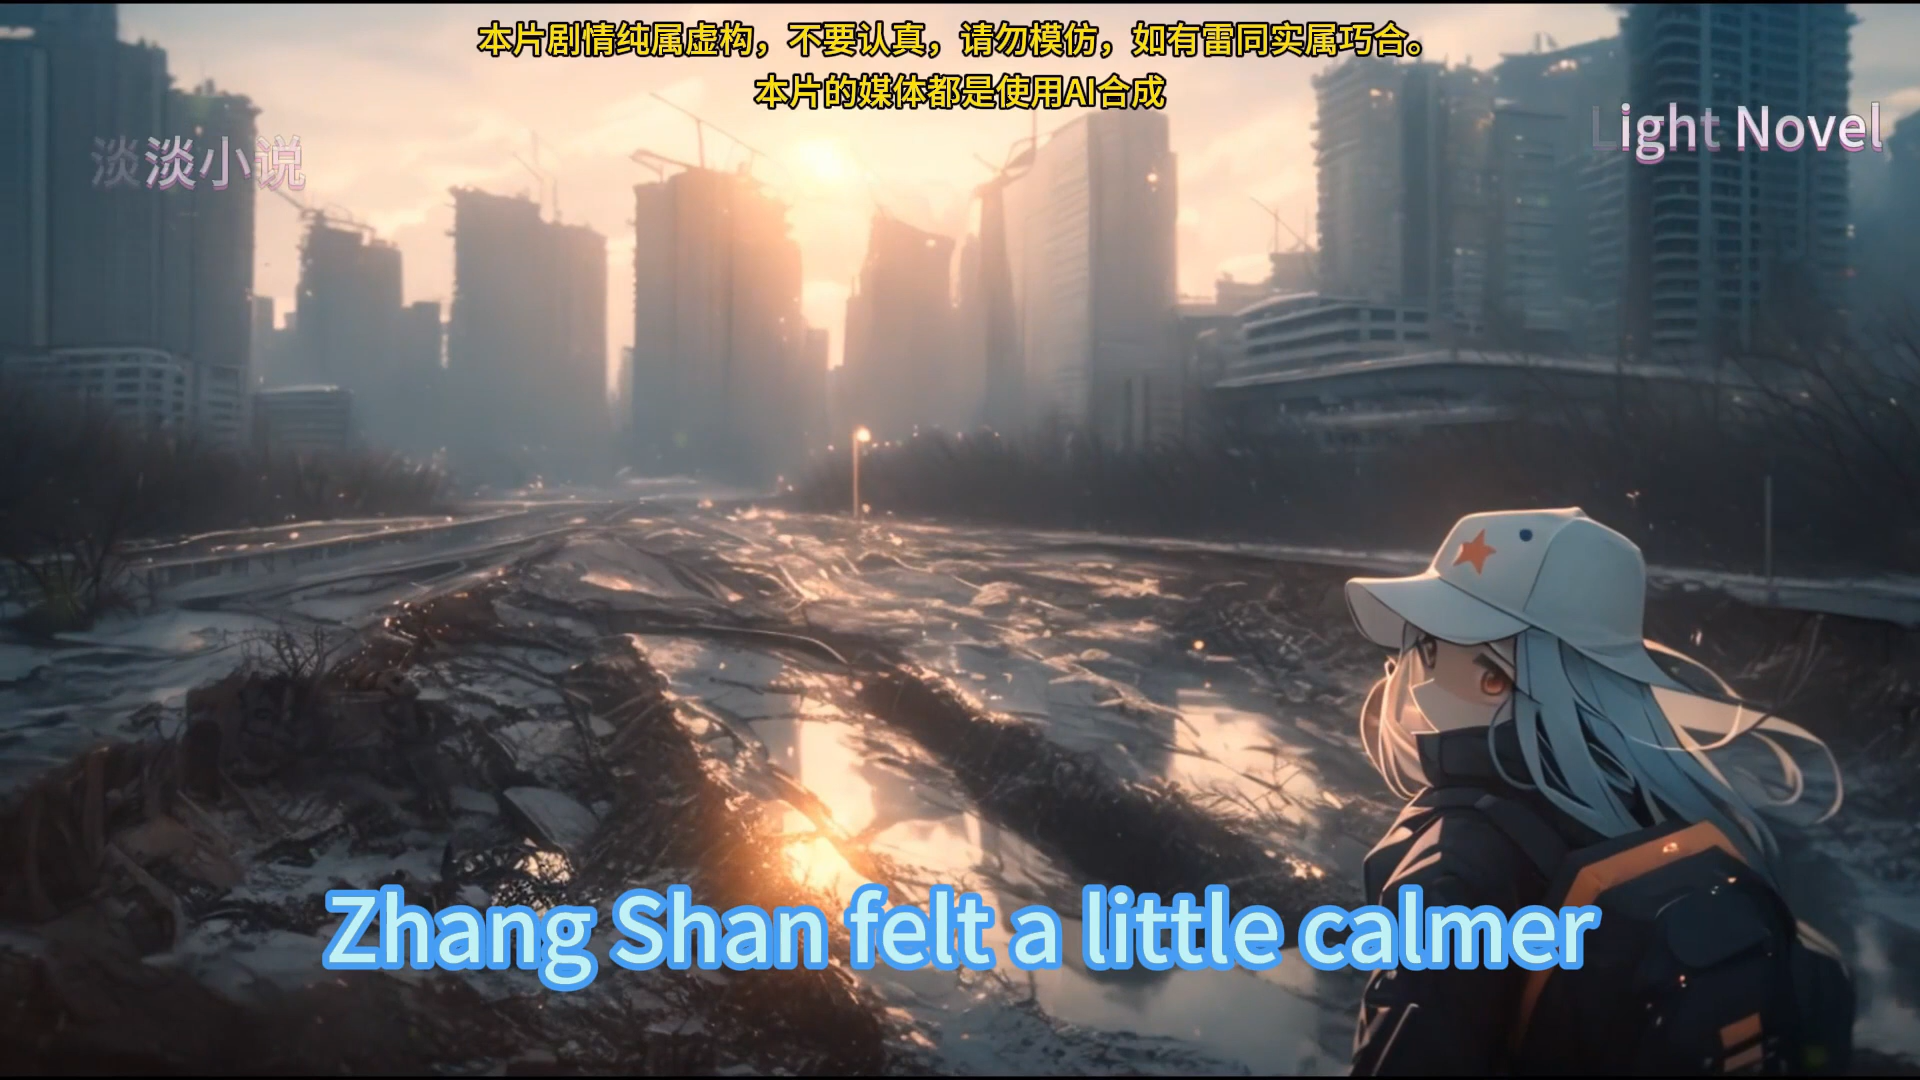 本片剧情纯属虚构，不要认真，请勿模仿，如有雷同实属巧合。
本片的媒体都是使用AI合成
淡淡小说
Light Novel
Zhang Shan felt a little calmer